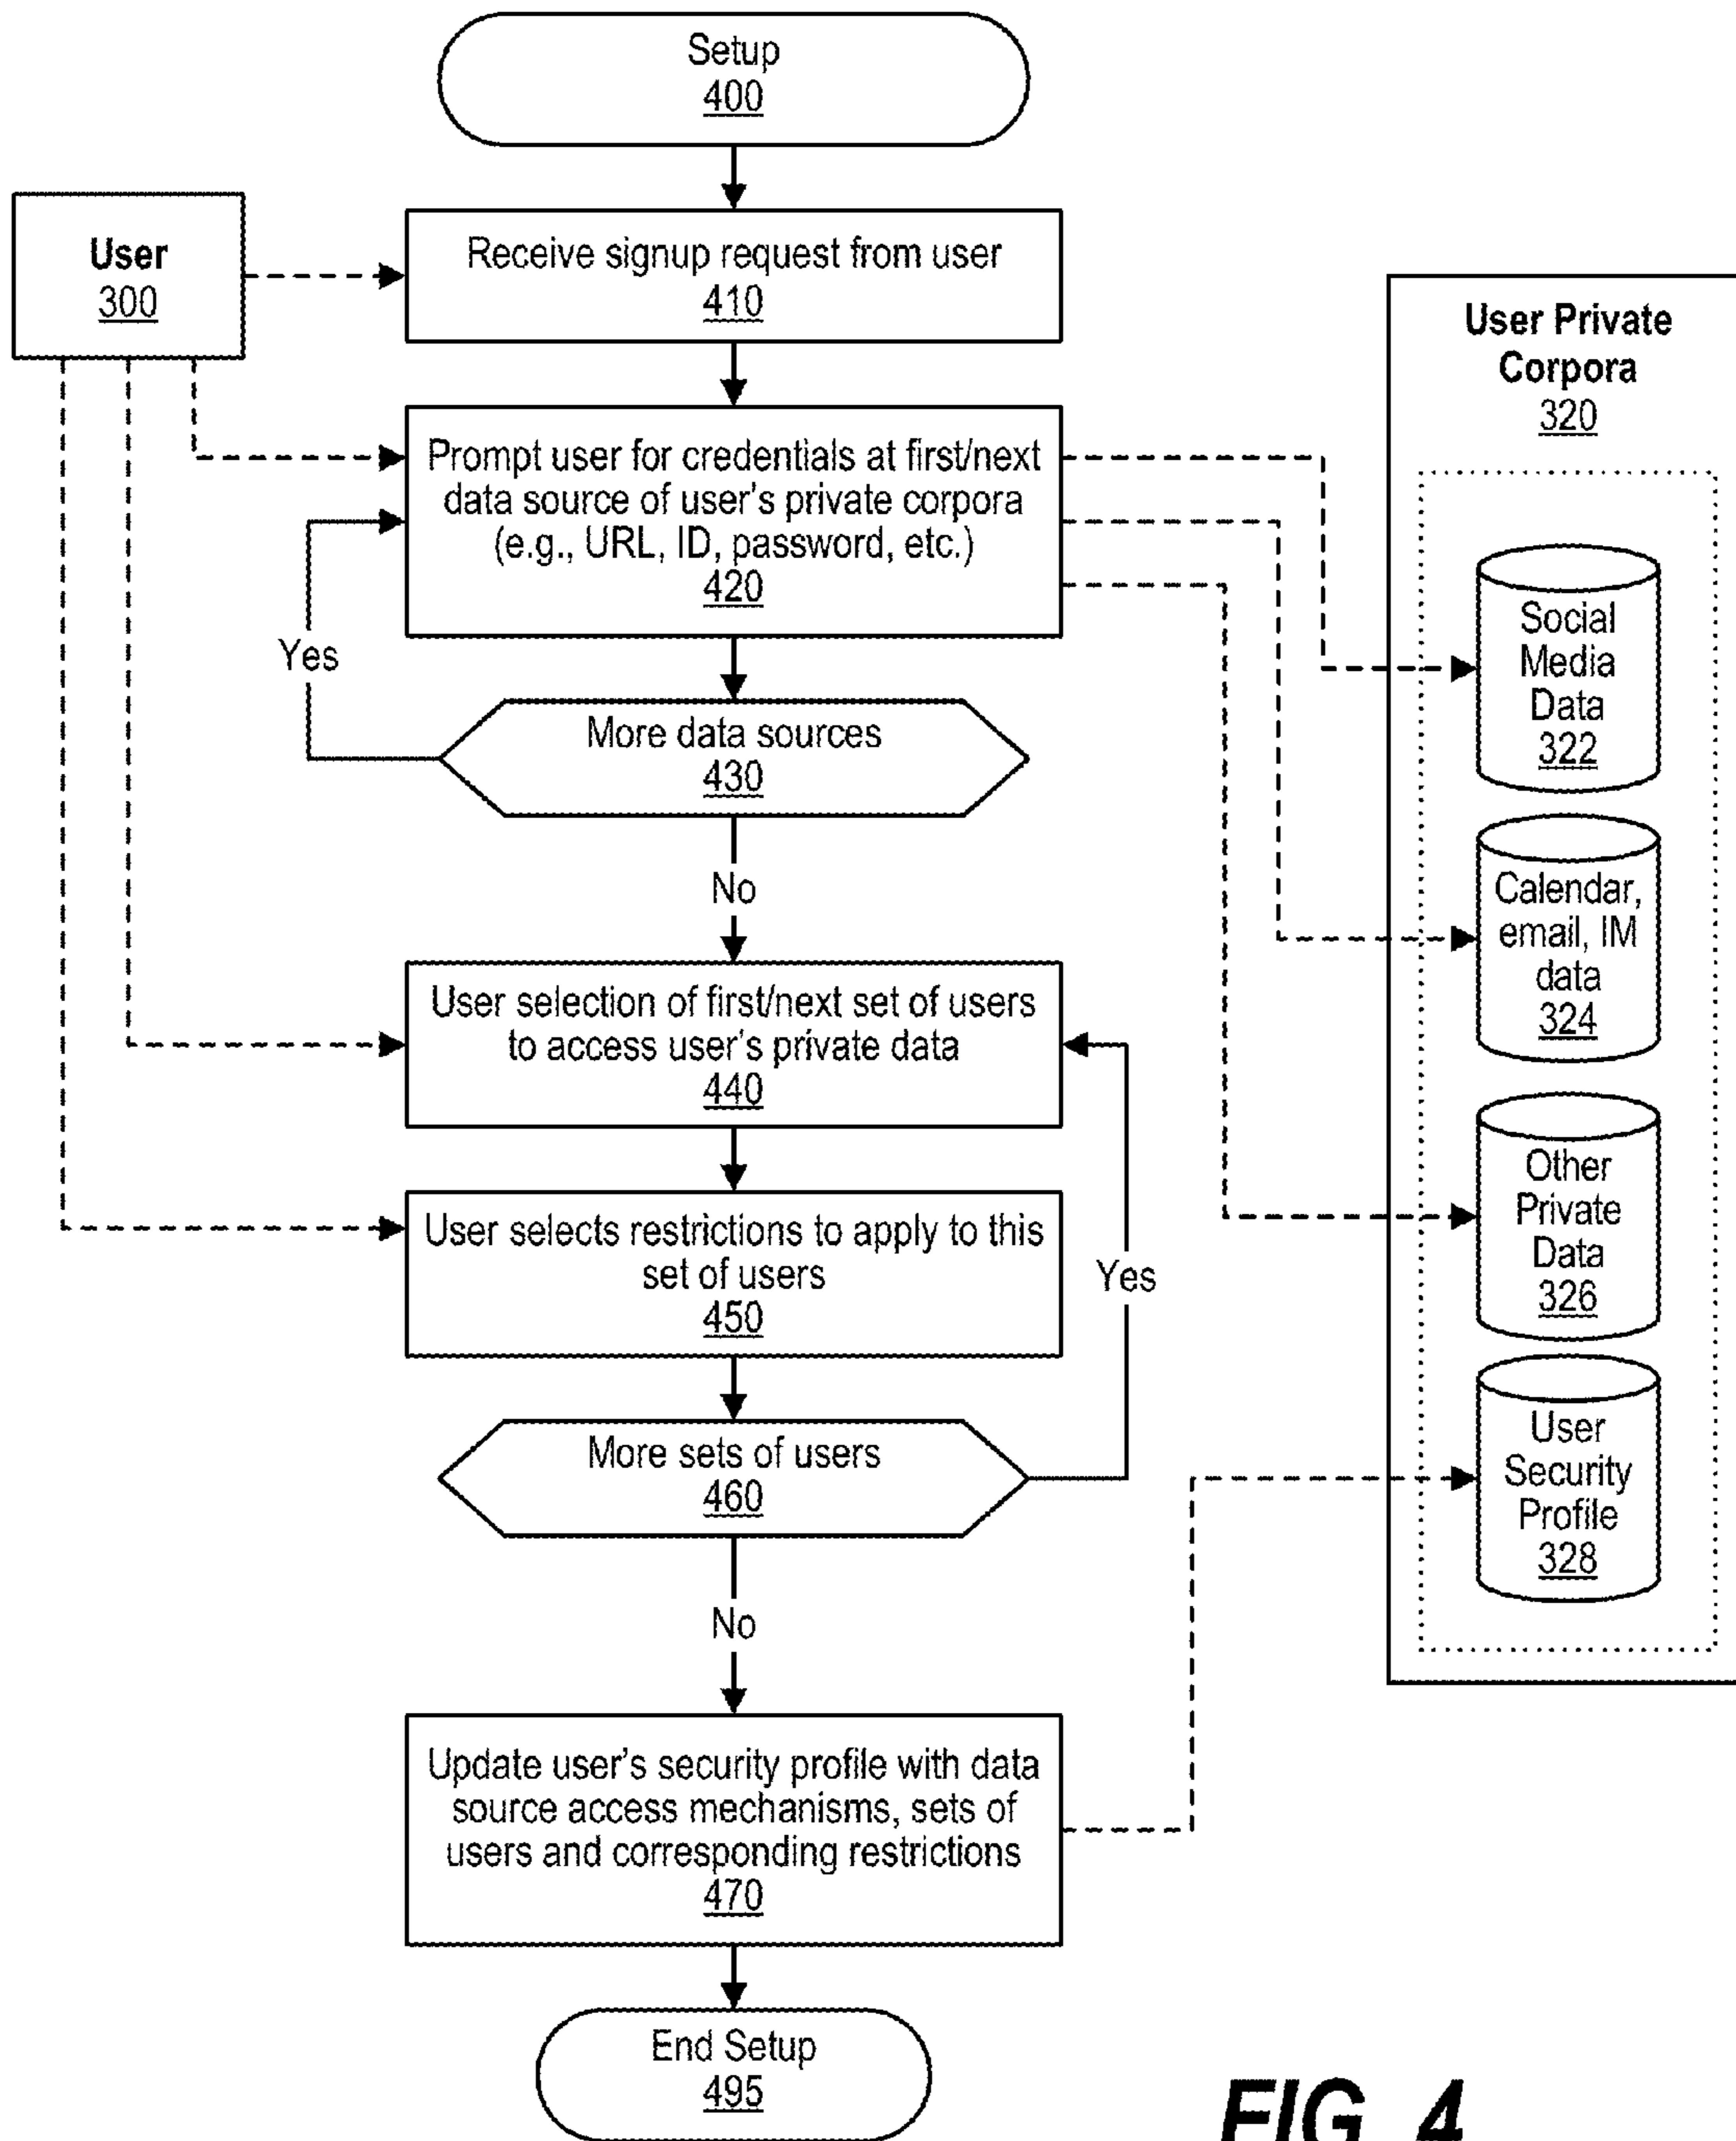 Setup
400
User
300
Receive signup request from user
410
Prompt user for credentials at first/next
data source of user's private corpora
(e.g., URL, ID, password, etc.)
420
Yes
More data sources
430
No
User selection of first/next set of users
to access user's private data
440
User selects restrictions to apply to this
set of users
450
Yes
More sets of users
460
No
Update user's security profile with data
source access mechanisms, sets of
users and corresponding restrictions
470
End Setup
495
User Private
Corpora
320
Social
Media
Data
322
Calendar,
email, IM
data
324
Other
Private
Data
326
User
Security
Profile
328
FIG. 4